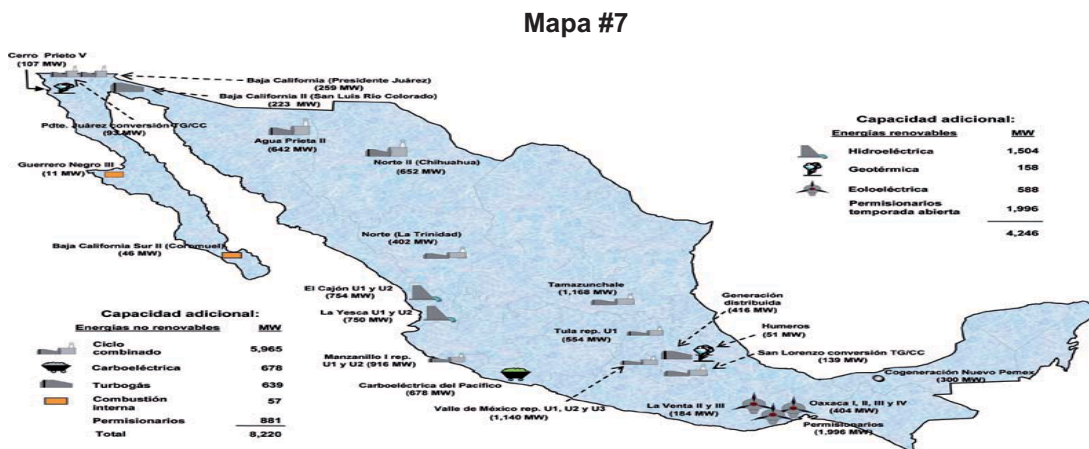 Mapa #7
Cerro Prieto V
(107 MW)
Baja California (Presidente Juárez)
(259 MW)
Baja California II (San Luis Río Colorado)
(223 MW)
Pdte. Juárez conversión TG/CC
(93 MW)
Agua Prieta II
(642 MW)
Norte II (Chihuahua)
(652 MW)
Guerrero Negro III
(11 MW)
Baja California Sur II (Coromuel)
(46 MW)
Norte (La Trinidad)
(402 MW)
El Cajón U1 y U2
(754 MW)
La Yesca U1 y U2
(750 MW)
Tamazunchale
(1,168 MW)
Generación
distribuida
(416 MW)
Tula rep. U1
(554 MW)
Humeros
(51 MW)
San Lorenzo conversión TG/CC
(139 MW)
Manzanillo I rep.
U1 y U2 (916 MW)
Carboeléctrica del Pacífico
(678 MW)
Valle de México rep. U1, U2 y U3
(1,140 MW)
La Venta II y III
(184 MW)
Oaxaca I, II, III y IV
(404 MW)
Permisionarios
(1,996 MW)
Cogeneración Nuevo Pemex
(300 MW)
Capacidad adicional:
Energías renovables MW
Hidroeléctrica 1,504
Geotérmica 158
Eoloeléctrica 588
Permisionarios
temporada abierta 1,996
4,246
Capacidad adicional:
Energías no renovables MW
Ciclo
combinado 5,965
Carboeléctrica 678
Turbogás 639
Combustión
interna 57
Permisionarios 881
Total 8,220